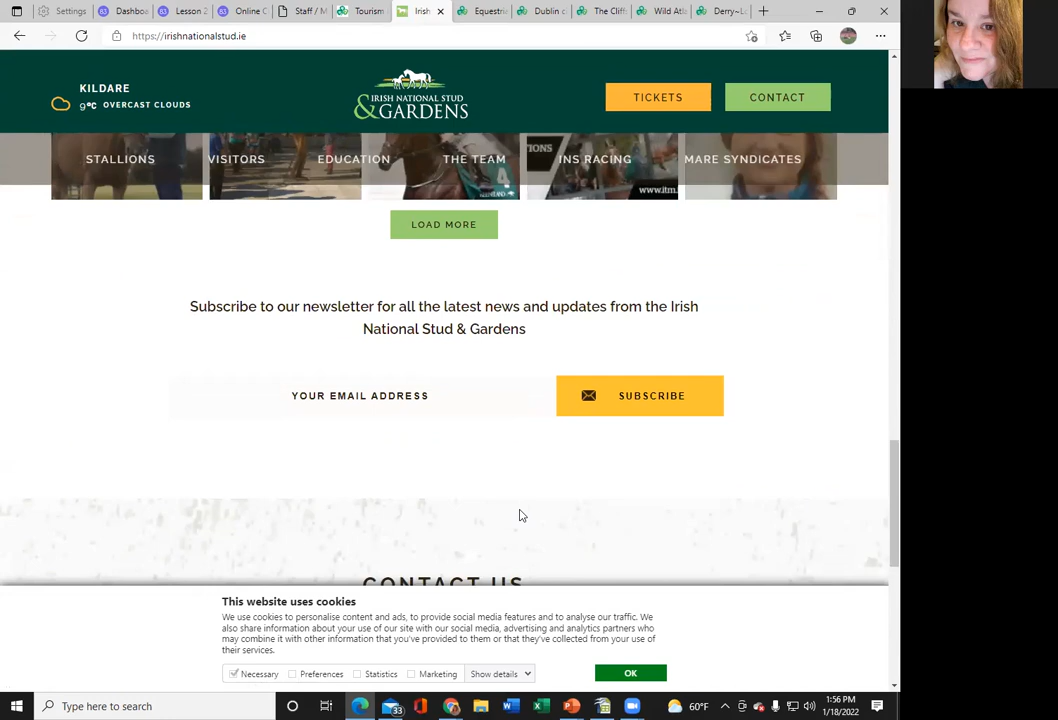 Settings
Dashboa
Lesson 2
Online C
Staff / M
Tourism
Irish
Equestri
Dublin c
The Cliff
Wild Atl
Derry~Lo
https://irishnationalstud.ie
KILDARE
9ºC OVERCAST CLOUDS
IRISH NATIONAL STUD
& GARDENS
TICKETS
CONTACT
STALLIONS VISITORS EDUCATION THE TEAM INS RACING MARE SYNDICATES
4
www.itm.
LOAD MORE
Subscribe to our newsletter for all the latest news and updates from the Irish
National Stud & Gardens
YOUR EMAIL ADDRESS
SUBSCRIBE
CONTACT US
This website uses cookies
We use cookies to personalise content and ads, to provide social media features and to analyse our traffic. We
also share information about your use of our site with our social media, advertising and analytics partners who
may combine it with other information that you've provided to them or that they've collected from your use of
their services.
Necessary Preferences Statistics Marketing Show details
OK
Type here to search
33
60°F
1:56 PM
1/18/2022